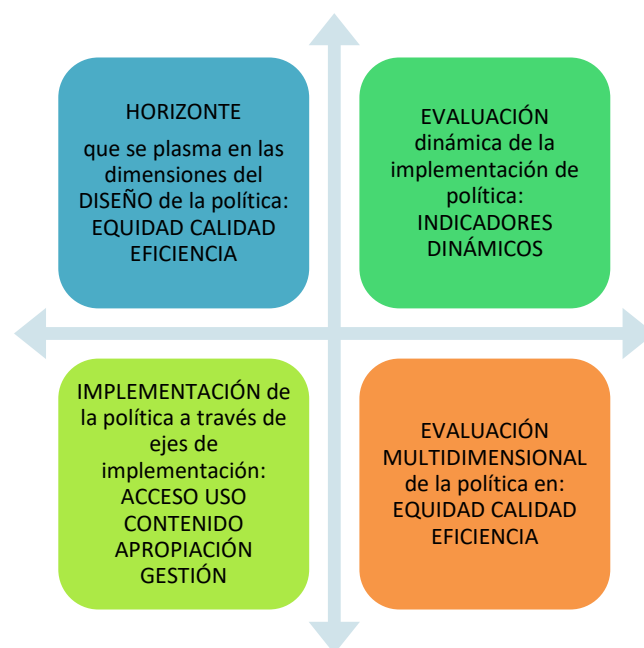 HORIZONTE
que se plasma en las
dimensiones del
DISEÑO de la política:
EQUIDAD CALIDAD
EFICIENCIA
EVALUACIÓN
dinámica de la
implementación de
política:
INDICADORES
DINÁMICOS
IMPLEMENTACIÓN de
la política a través de
ejes de
implementación:
ACCESO USO
CONTENIDO
APROPIACIÓN
GESTIÓN
EVALUACIÓN
MULTIDIMENSIONAL
de la política en:
EQUIDAD CALIDAD
EFICIENCIA